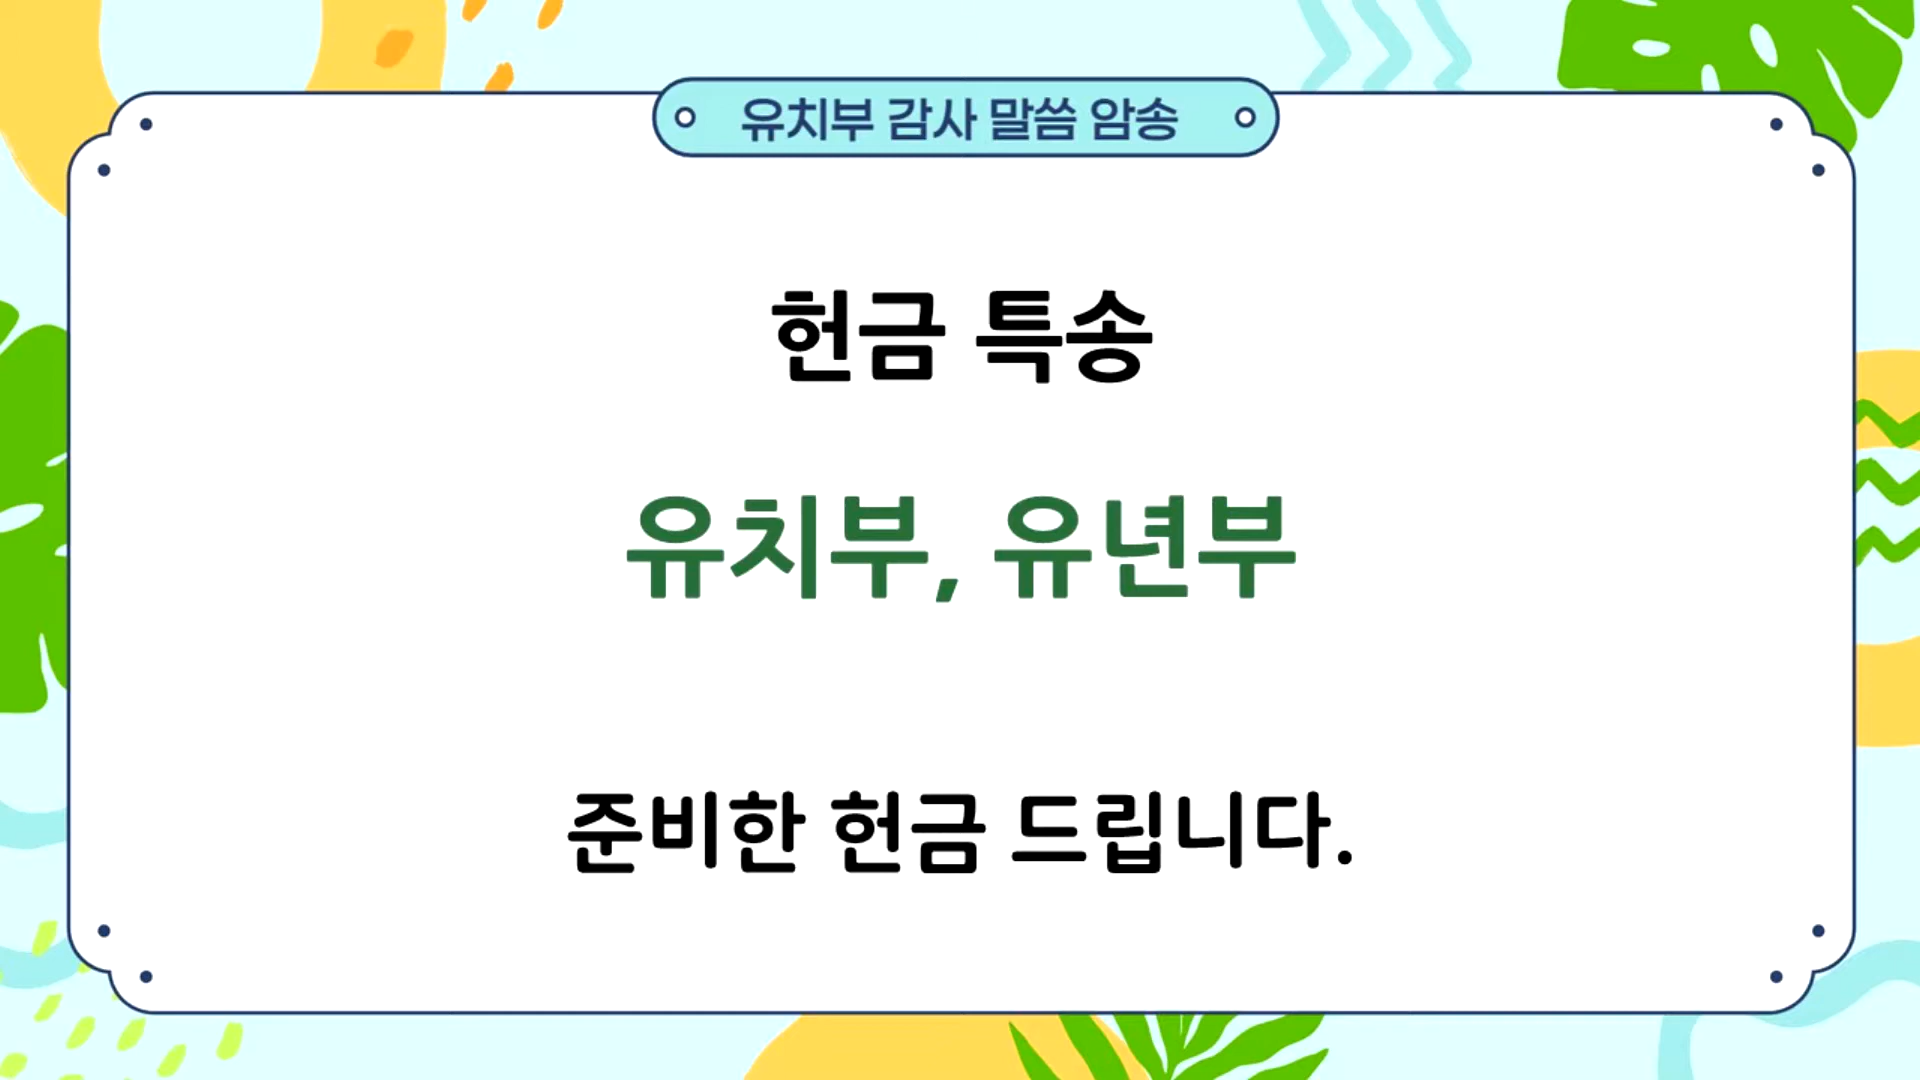 유치부 감사 말씀 암송
헌금 특송
유치부, 유년부
준비한 헌금 드립니다.